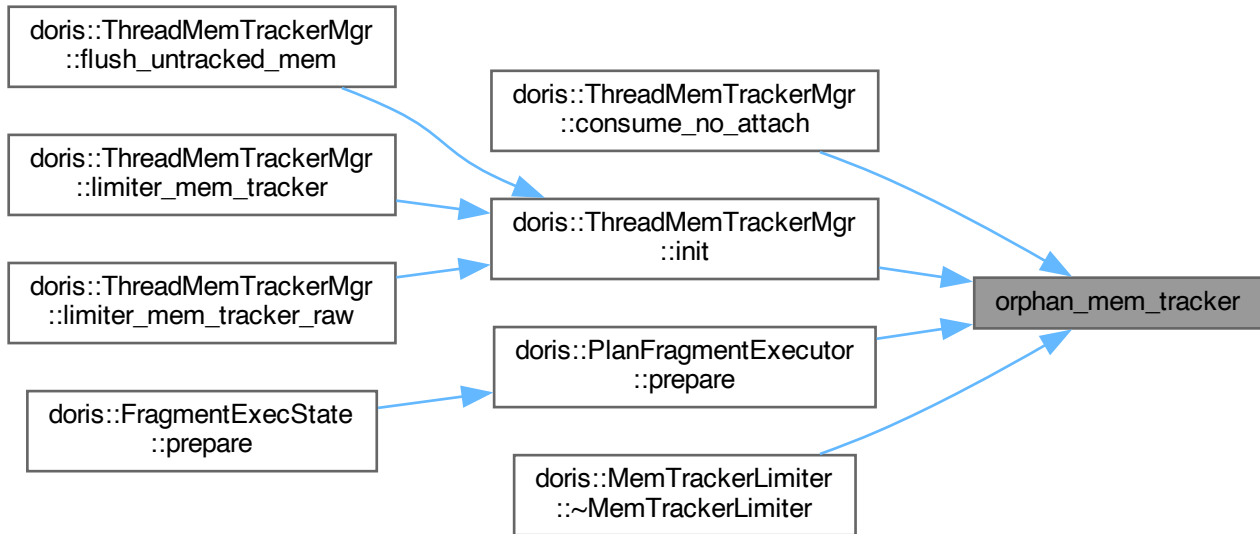 doris::ThreadMemTrackerMgr
::flush_untracked_mem
doris::ThreadMemTrackerMgr
::limiter_mem_tracker
doris::ThreadMemTrackerMgr
::limiter_mem_tracker_raw
doris::FragmentExecState
::prepare
doris::ThreadMemTrackerMgr
::consume_no_attach
doris::ThreadMemTrackerMgr
::init
doris::PlanFragmentExecutor
::prepare
doris::MemTrackerLimiter
::~MemTrackerLimiter
orphan_mem_tracker